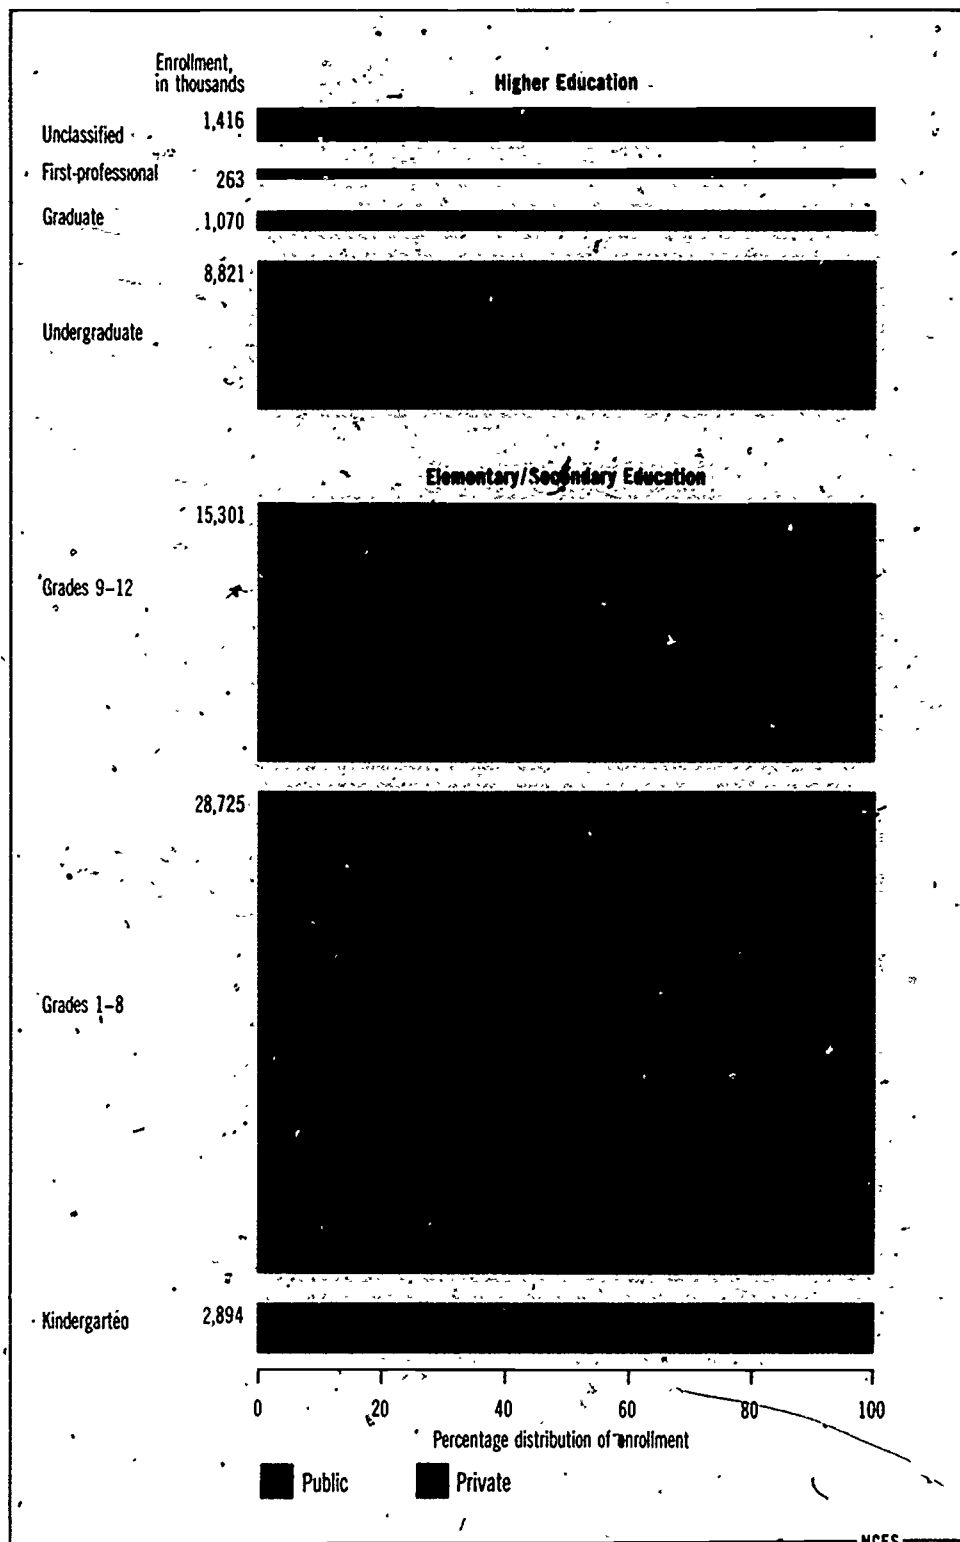 Enrollment,
in thousands
Higher Education
Unclassified 1,416
First-professional 263
Graduate 1,070
8,821
Undergraduate
Elementary/Secondary Education
15,301
Grades 9–12
28,725
Grades 1–8
Kindergarten 2,894
0 20 40 60 80 100
Percentage distribution of enrollment
Public Private
NCES